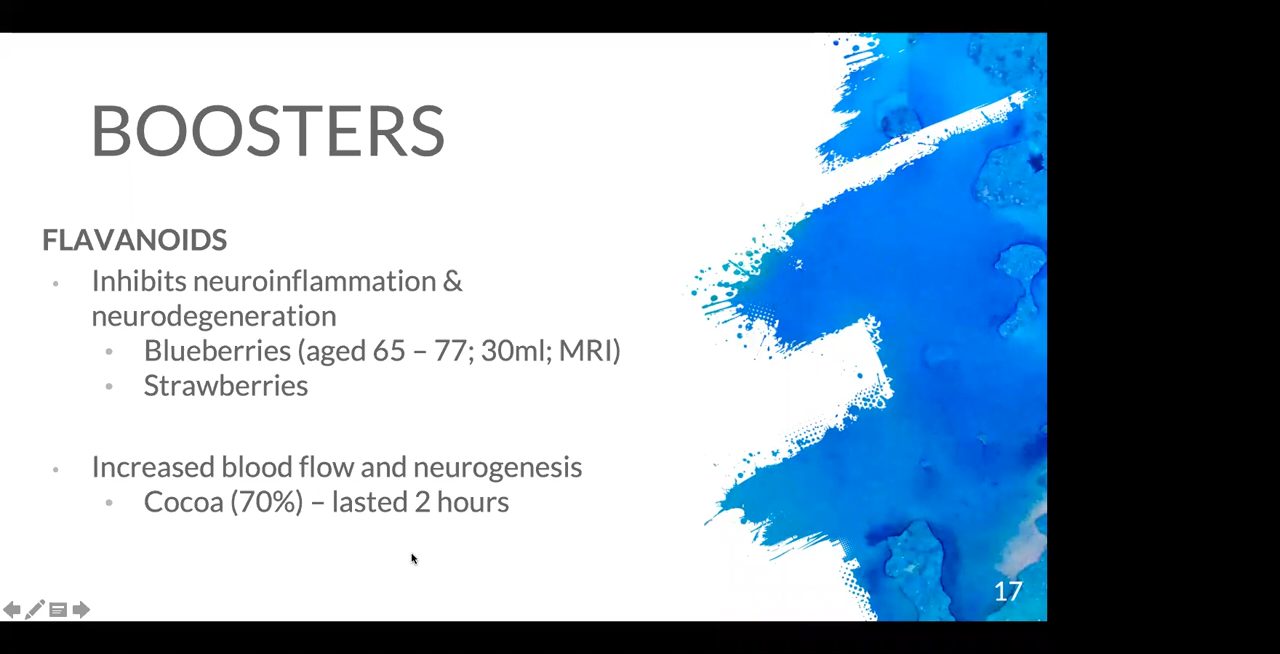 BOOSTERS
FLAVANOIDS
• Inhibits neuroinflammation &
neurodegeneration
• Blueberries (aged 65 – 77; 30ml; MRI)
• Strawberries
• Increased blood flow and neurogenesis
• Cocoa (70%) – lasted 2 hours
17